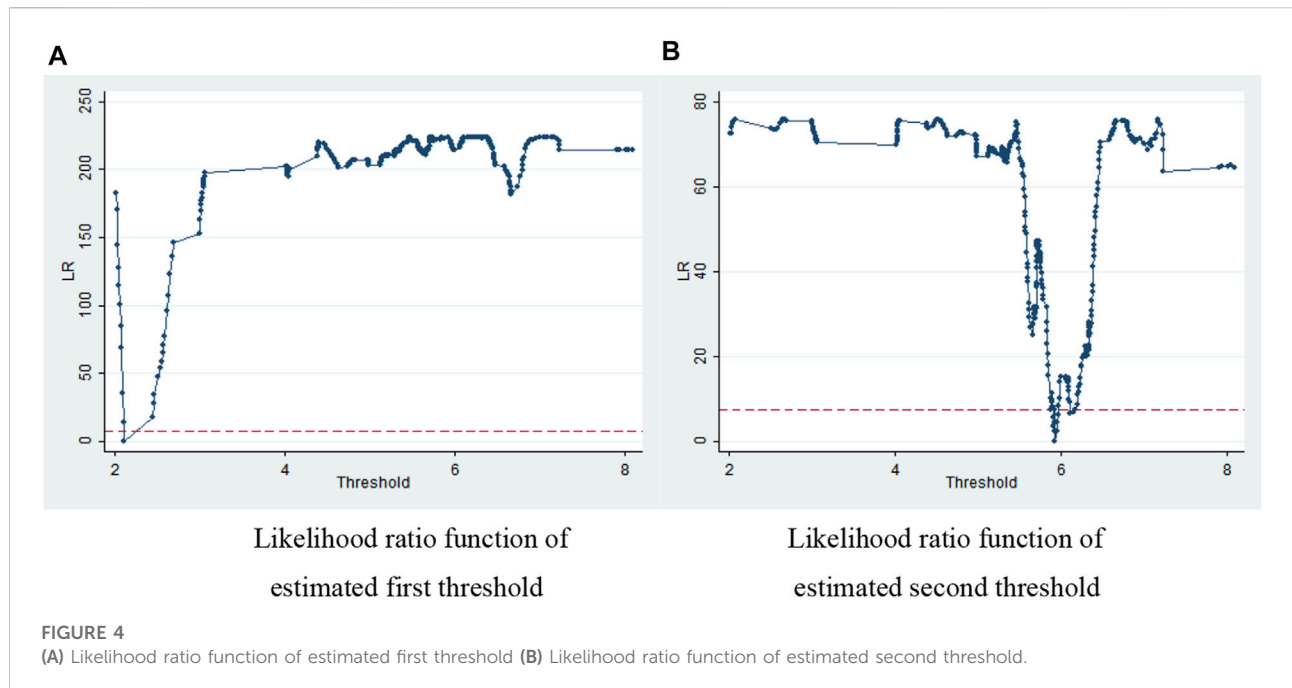 A
B
250
200
150
100
50
0
LR
2
4
6
8
Threshold
80
60
40
20
0
LR
2
4
6
8
Threshold
Likelihood ratio function of
estimated first threshold
Likelihood ratio function of
estimated second threshold
FIGURE 4
(A) Likelihood ratio function of estimated first threshold (B) Likelihood ratio function of estimated second threshold.